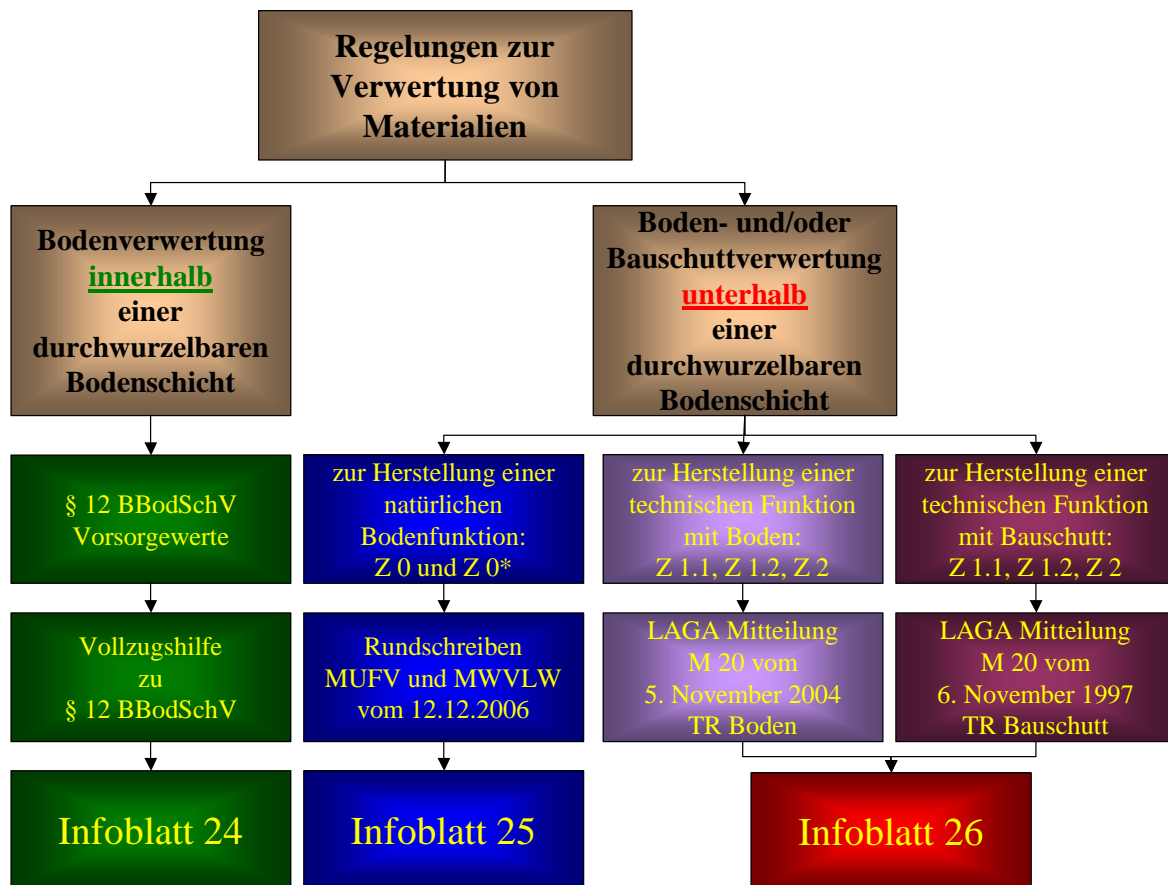 Regelungen zur
Verwertung von
Materialien
Bodenverwertung
innerhalb
einer
durchwurzelbaren
Bodenschicht
Boden- und/oder
Bauschuttverwertung
unterhalb
einer
durchwurzelbaren
Bodenschicht
§ 12 BBodSchV
Vorsorgewerte
zur Herstellung einer
natürlichen
Bodenfunktion:
Z 0 und Z 0*
zur Herstellung einer
technischen Funktion
mit Boden:
Z 1.1, Z 1.2, Z 2
zur Herstellung einer
technischen Funktion
mit Bauschutt:
Z 1.1, Z 1.2, Z 2
Vollzugshilfe
zu
§ 12 BBodSchV
Rundschreiben
MUFV und MWVLW
vom 12.12.2006
LAGA Mitteilung
M 20 vom
5. November 2004
TR Boden
LAGA Mitteilung
M 20 vom
6. November 1997
TR Bauschutt
Infoblatt 24
Infoblatt 25
Infoblatt 26